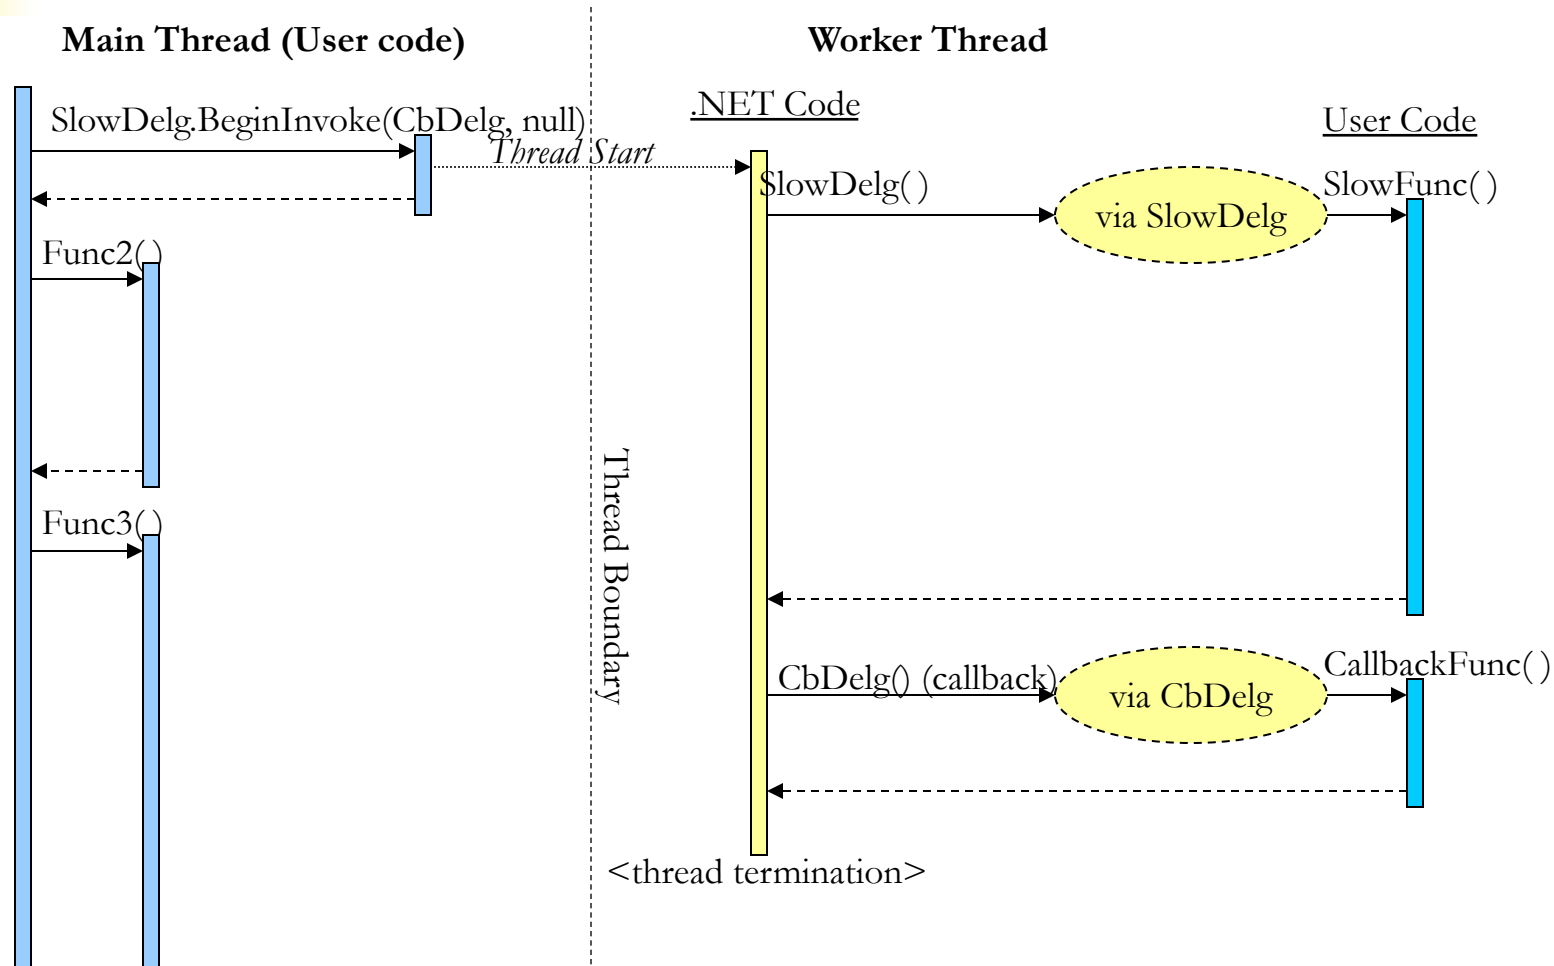 Main Thread (User code)
Worker Thread
.NET Code
User Code
SlowDelg.BeginInvoke(CbDelg, null)
Thread Start
SlowDelg( )
via SlowDelg
SlowFunc( )
Func2( )
Thread Boundary
Func3( )
CbDelg() (callback)
via CbDelg
CallbackFunc( )
<thread termination>